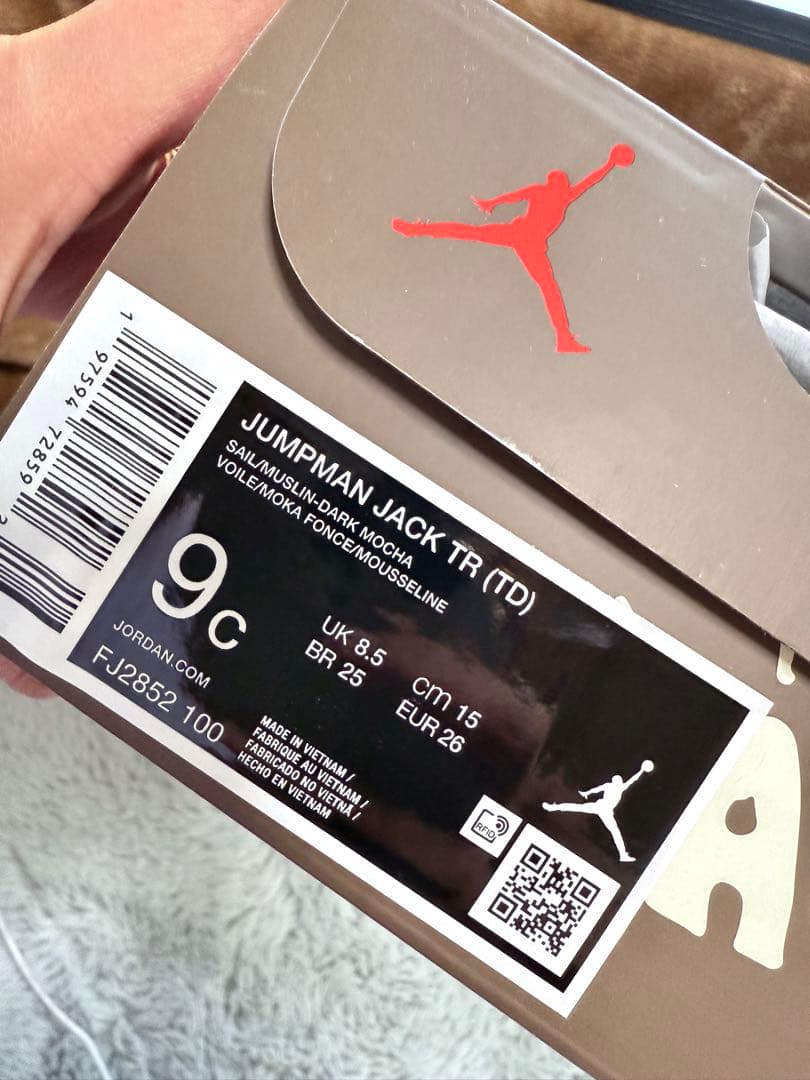 1 97594 72859 2
JUMPMAN JACK TR (TD)
SAIL/MUSLIN-DARK MOCHA
VOILE/MOKA FONCE/MOUSSELINE
9C
UK 8.5
BR 25
cm 15
EUR 26
JORDAN.COM
FJ2852 100
MADE IN VIETNAM /
FABRIQUE AU VIETNAM /
FABRICADO NO VIETNÃ /
HECHO EN VIETNAM
RFID
A